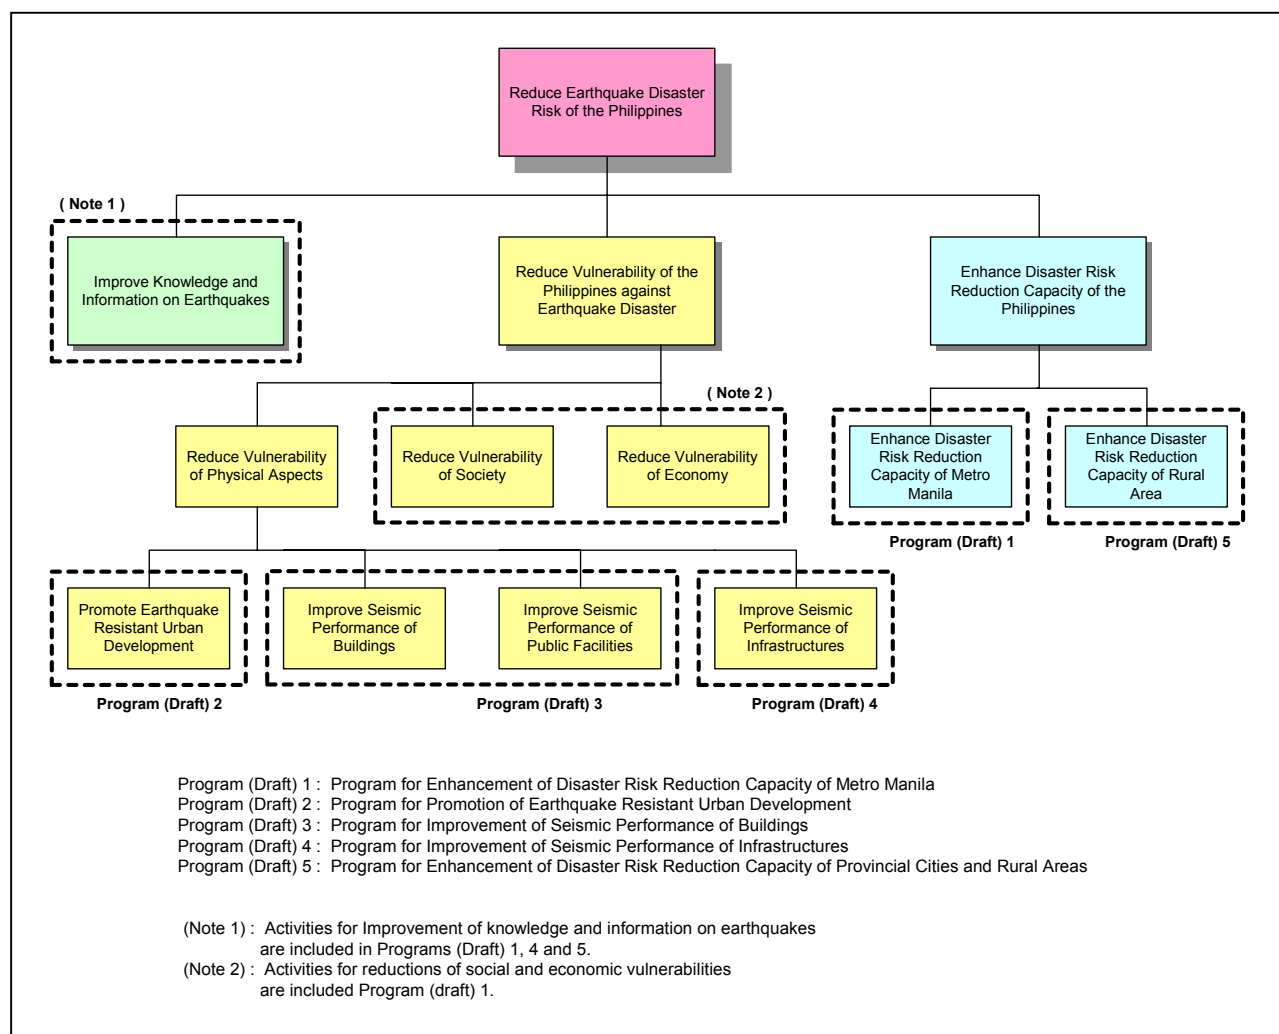 Reduce Earthquake Disaster
Risk of the Philippines
( Note 1 )
Improve Knowledge and
Information on Earthquakes
Reduce Vulnerability of the
Philippines against
Earthquake Disaster
Enhance Disaster Risk
Reduction Capacity of the
Philippines
( Note 2 )
Reduce Vulnerability
of Physical Aspects
Reduce Vulnerability
of Society
Reduce Vulnerability
of Economy
Enhance Disaster
Risk Reduction
Capacity of Metro
Manila
Enhance Disaster
Risk Reduction
Capacity of Rural
Area
Program (Draft) 1
Program (Draft) 5
Promote Earthquake
Resistant Urban
Development
Improve Seismic
Performance of
Buildings
Improve Seismic
Performance of
Public Facilities
Improve Seismic
Performance of
Infrastructures
Program (Draft) 2
Program (Draft) 3
Program (Draft) 4
Program (Draft) 1 : Program for Enhancement of Disaster Risk Reduction Capacity of Metro Manila
Program (Draft) 2 : Program for Promotion of Earthquake Resistant Urban Development
Program (Draft) 3 : Program for Improvement of Seismic Performance of Buildings
Program (Draft) 4 : Program for Improvement of Seismic Performance of Infrastructures
Program (Draft) 5 : Program for Enhancement of Disaster Risk Reduction Capacity of Provincial Cities and Rural Areas
(Note 1) : Activities for Improvement of knowledge and information on earthquakes
are included in Programs (Draft) 1, 4 and 5.
(Note 2) : Activities for reductions of social and economic vulnerabilities
are included Program (draft) 1.